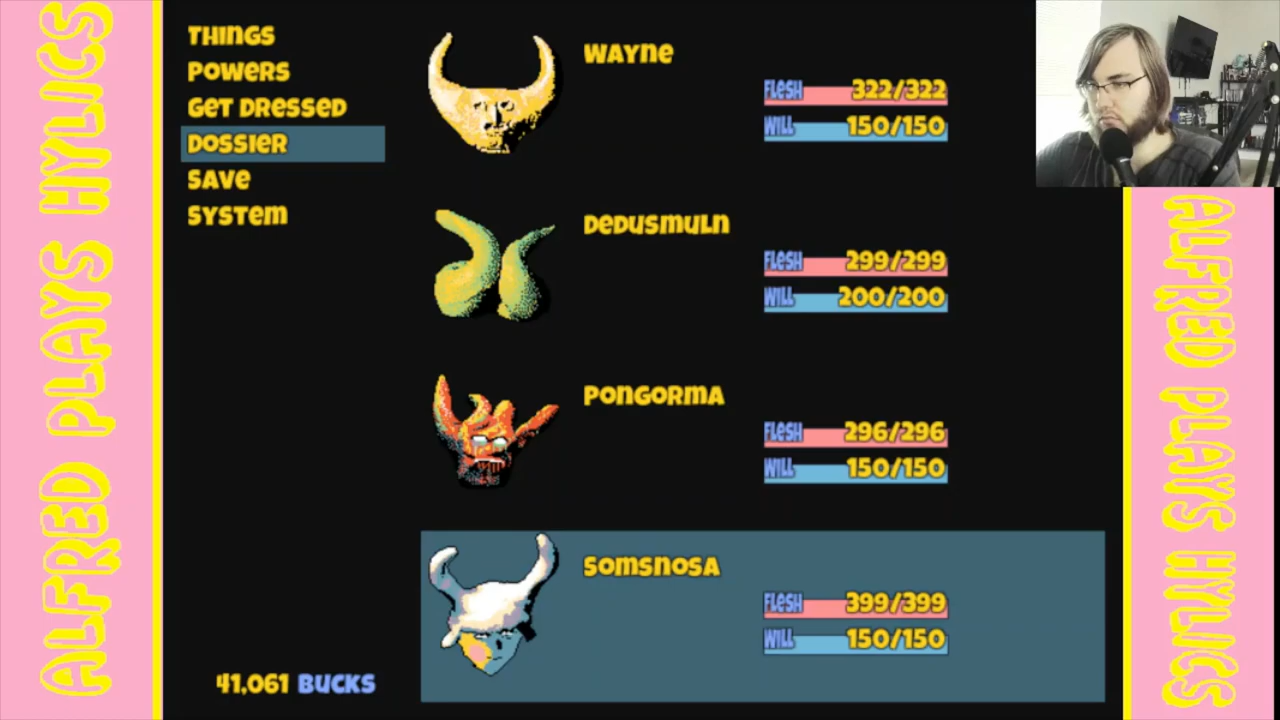 ALFRED PLAYS HYLICS
THINGS
POWERS
GET DRESSED
DOSSIER
SAVE
SYSTEM
41,061 BUCKS
WAYNE
FLESH 322/322
WILL 150/150
DEDUSMULN
FLESH 299/299
WILL 200/200
PONGORMA
FLESH 296/296
WILL 150/150
SOMSNOSA
FLESH 399/399
WILL 150/150
ALFRED PLAYS HYLICS